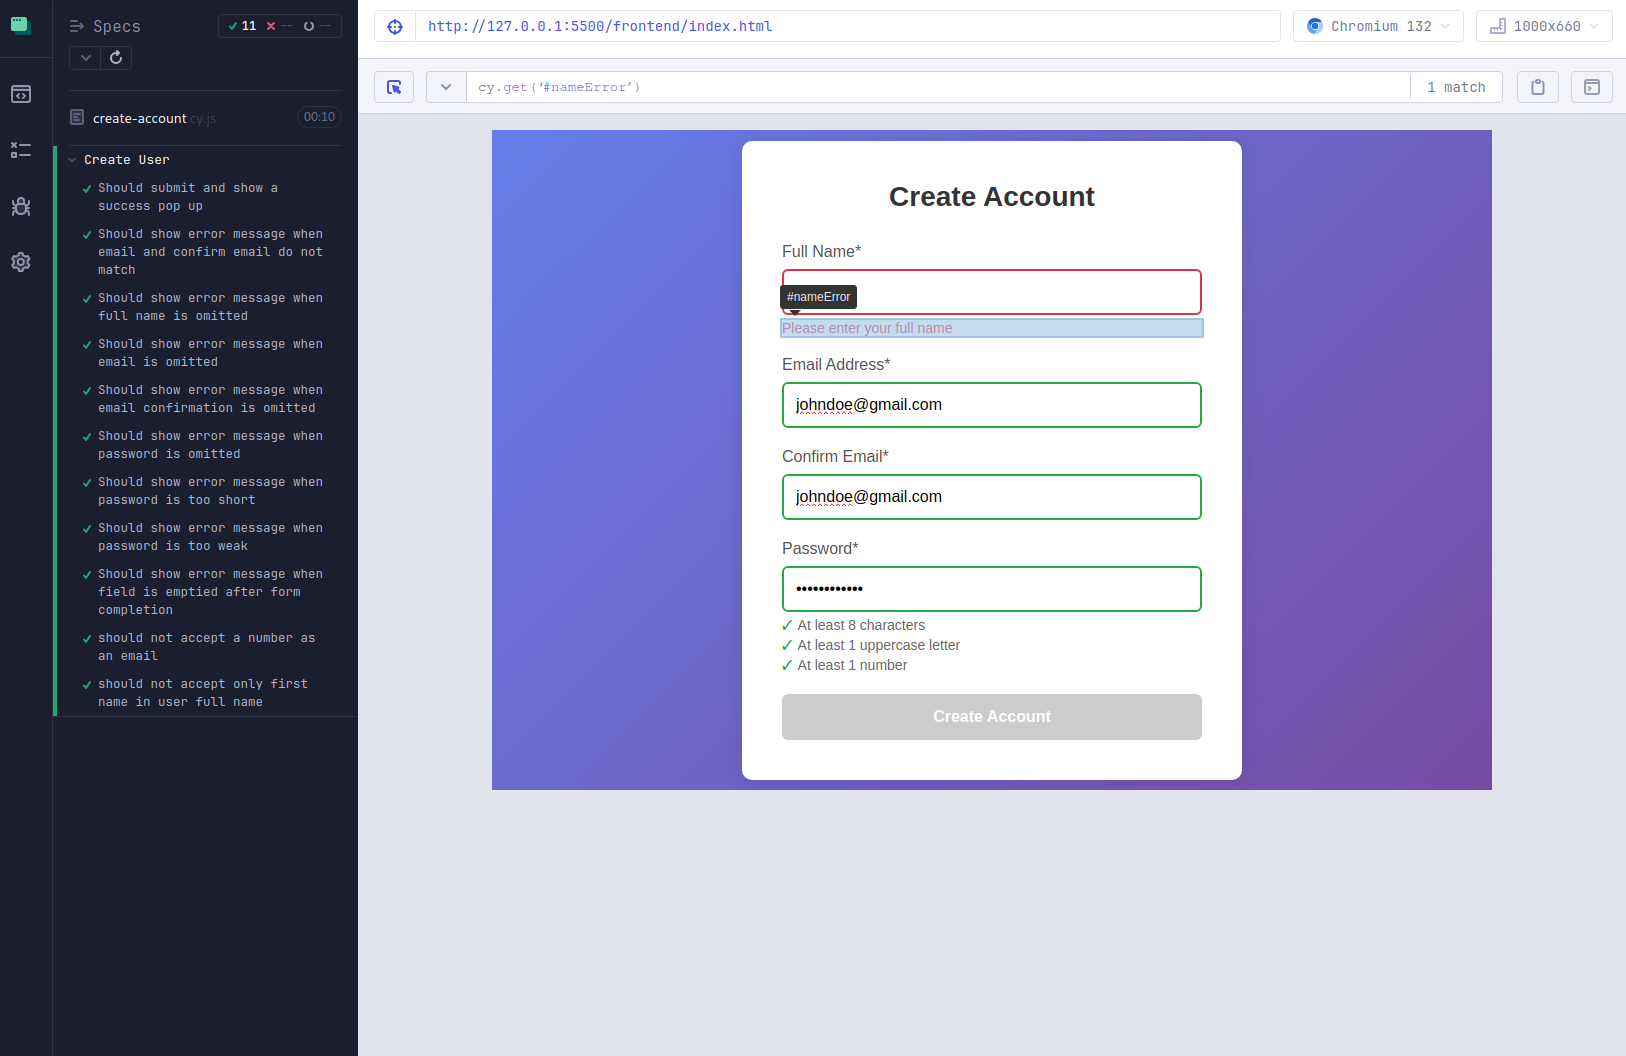 Specs
11 -- --
create-account.cy.js 00:10
Create User
Should submit and show a
success pop up
Should show error message when
email and confirm email do not
match
Should show error message when
full name is omitted
Should show error message when
email is omitted
Should show error message when
email confirmation is omitted
Should show error message when
password is omitted
Should show error message when
password is too short
Should show error message when
password is too weak
Should show error message when
field is emptied after form
completion
should not accept a number as
an email
should not accept only first
name in user full name
http://127.0.0.1:5500/frontend/index.html
Chromium 132
1000x660
cy.get(‘#nameError’)
1 match
Create Account
Full Name*
#nameError
Please enter your full name
Email Address*
johndoe@gmail.com
Confirm Email*
johndoe@gmail.com
Password*
••••••••••••
✓ At least 8 characters
✓ At least 1 uppercase letter
✓ At least 1 number
Create Account